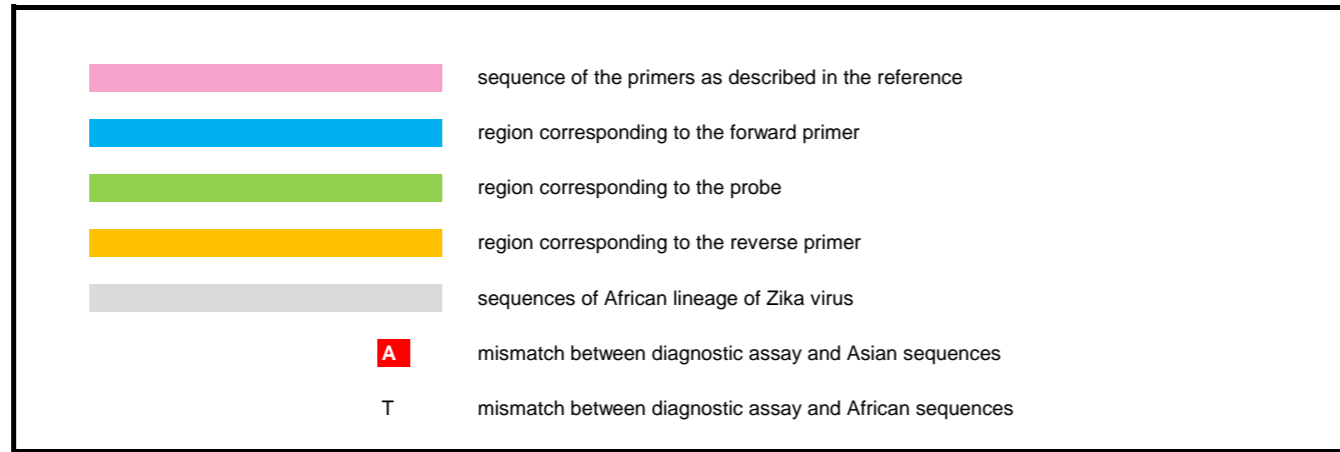 sequence of the primers as described in the reference
region corresponding to the forward primer
region corresponding to the probe
region corresponding to the reverse primer
sequences of African lineage of Zika virus
A mismatch between diagnostic assay and Asian sequences
T mismatch between diagnostic assay and African sequences